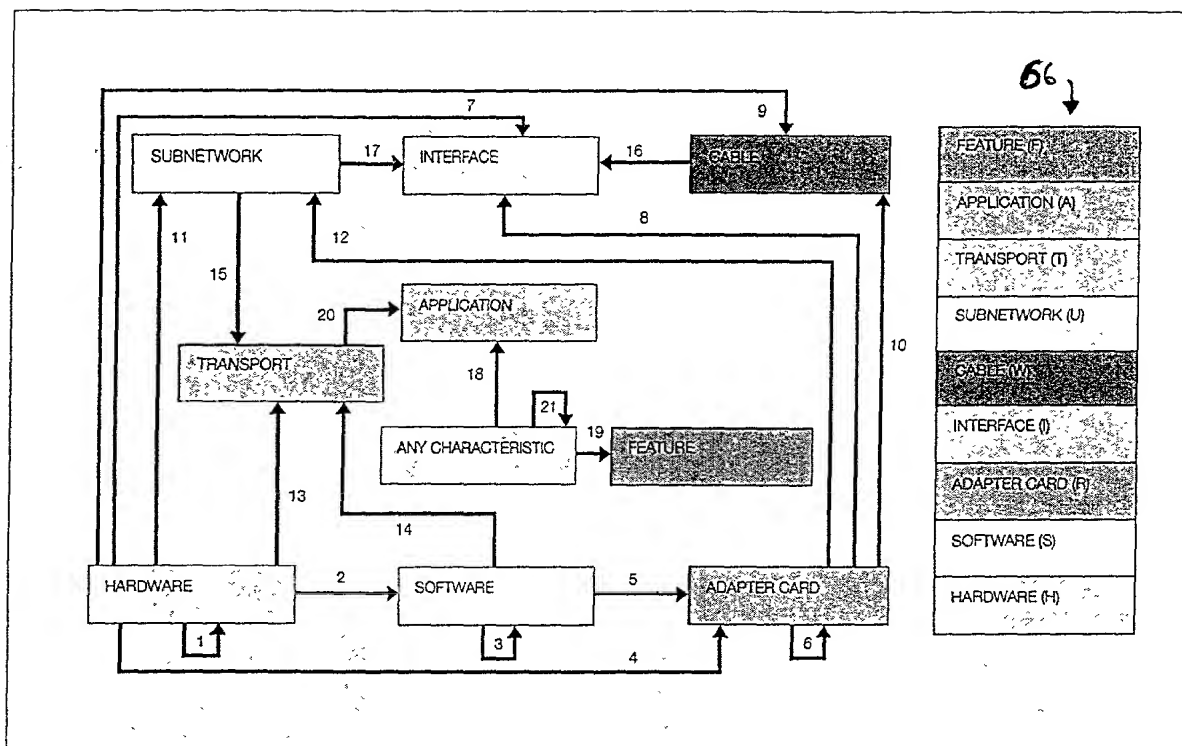 66
7
9
SUBNETWORK
17
INTERFACE
16
CABLE
FEATURE (F)
APPLICATION (A)
11
12
8
15
TRANSPORT (T)
APPLICATION
20
SUBNETWORK (U)
10
TRANSPORT
18
CABLE (W)
21
19
ANY CHARACTERISTIC
FEATURE
INTERFACE (I)
13
ADAPTER CARD (R)
14
SOFTWARE (S)
HARDWARE
2
SOFTWARE
5
ADAPTER CARD
HARDWARE (H)
1
3
4
6